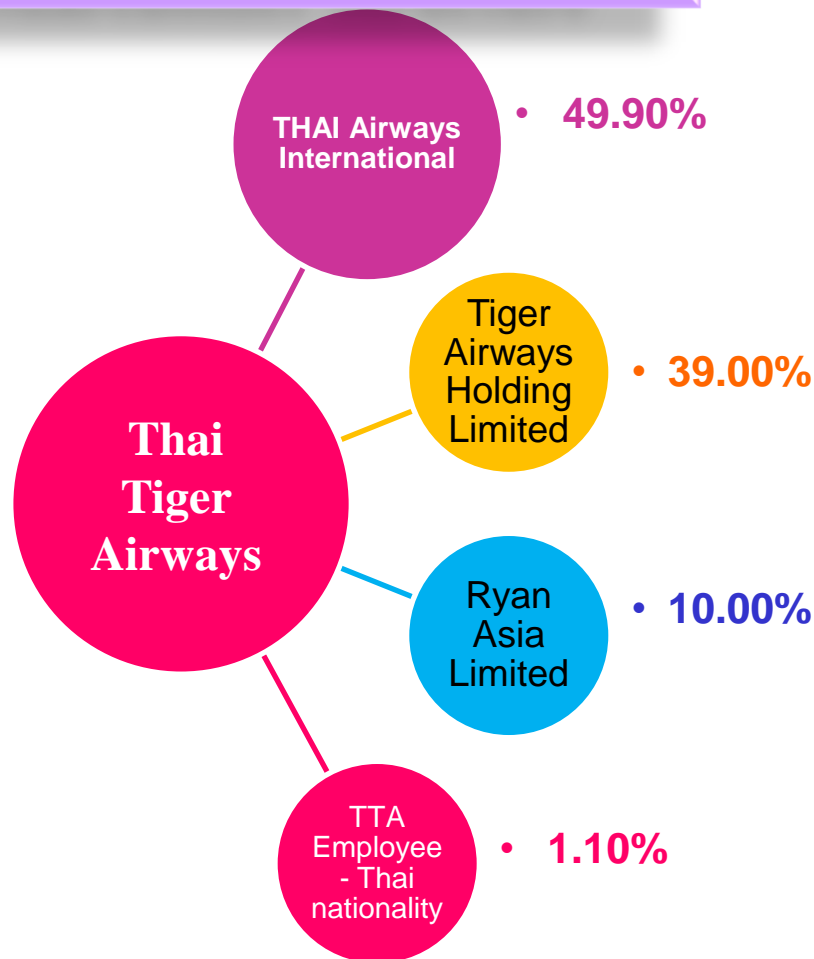 THAI Airways
International
• 49.90%
Tiger
Airways
Holding
Limited
• 39.00%
Thai
Tiger
Airways
Ryan
Asia
Limited
• 10.00%
TTA
Employee
- Thai
nationality
• 1.10%